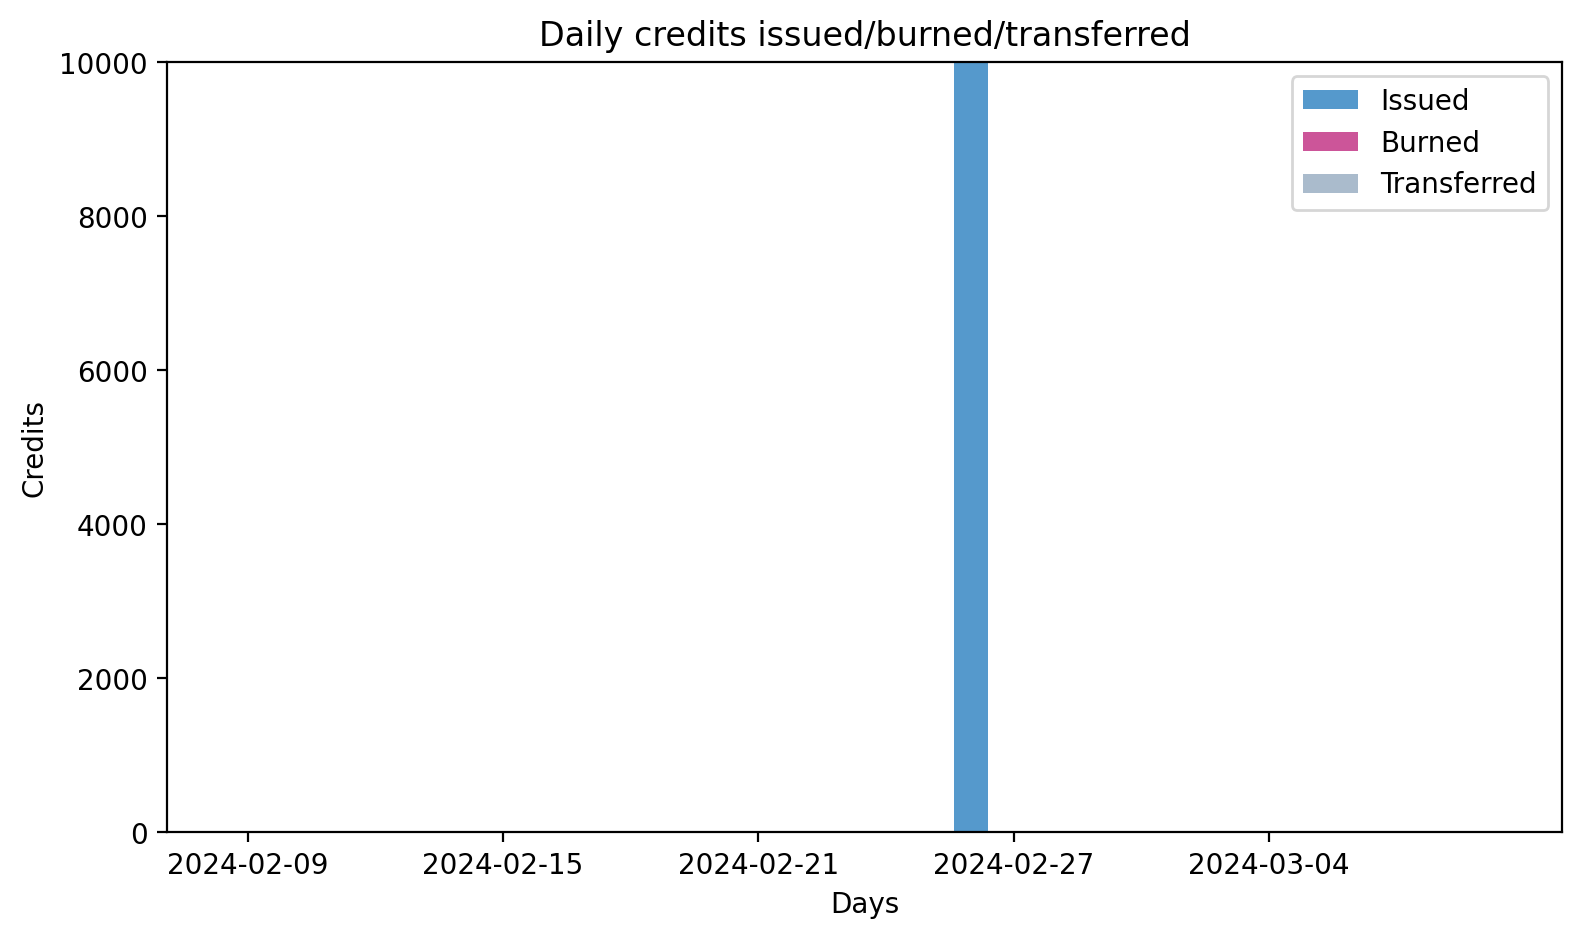 Daily credits issued/burned/transferred
10000
8000
6000
4000
2000
0
Credits
Issued
Burned
Transferred
2024-02-09
2024-02-15
2024-02-21
2024-02-27
2024-03-04
Days